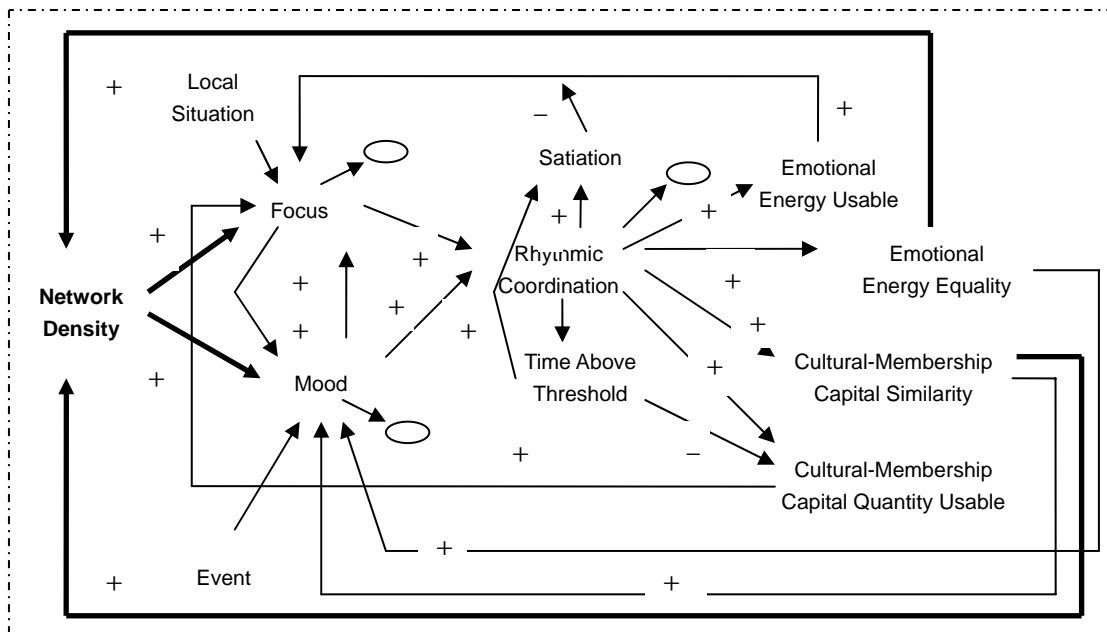 +
Local
Situation
−
+
Satiation
Emotional
Energy Usable
Focus
+
+
+
Rhythmic
Coordination
+
Emotional
Energy Equality
+
+
Network
Density
+
+
+
+
+
Time Above
Threshold
Cultural-Membership
Capital Similarity
+
Mood
+
+
−
Cultural-Membership
Capital Quantity Usable
+
Event
+
+